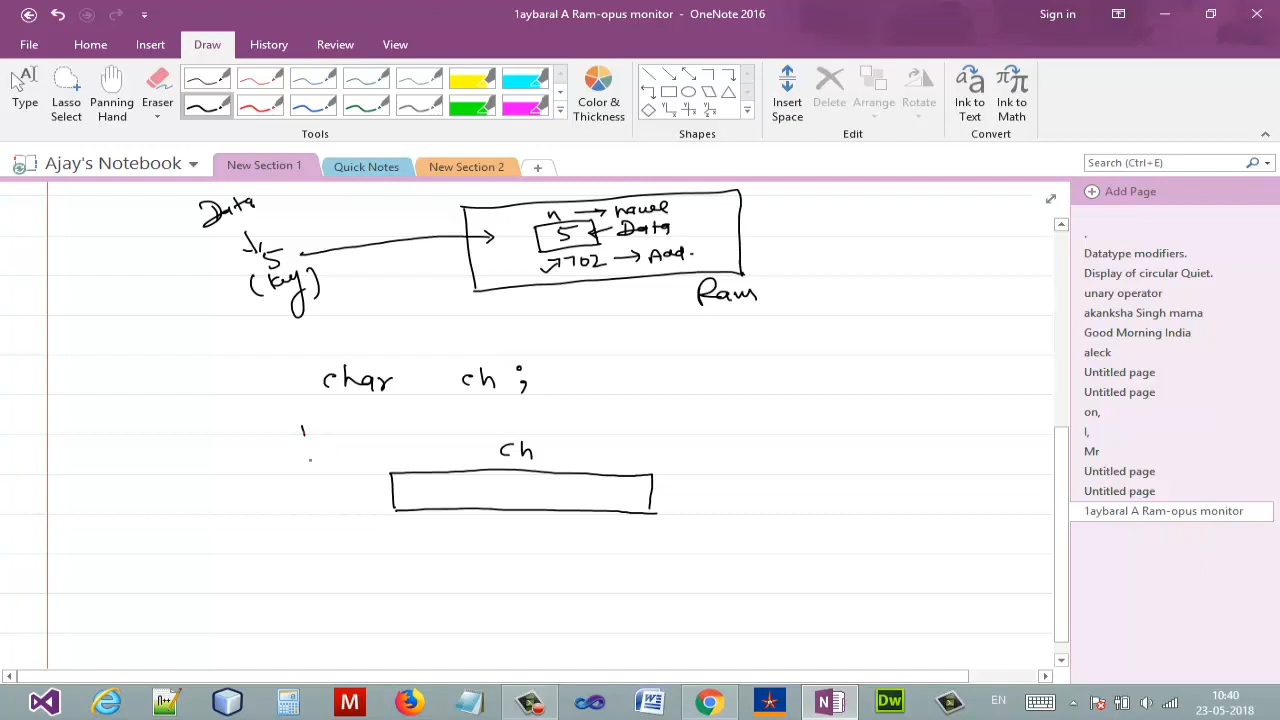 1aybaral A Ram-opus monitor - OneNote 2016
Sign in
File Home Insert Draw History Review View
Type
Lasso Select
Panning Hand
Eraser
Color & Thickness
Insert Space
Delete
Arrange
Rotate
Ink to Text
Ink to Math
Tools
Shapes
Edit
Convert
Ajay's Notebook
New Section 1
Quick Notes
New Section 2
Search (Ctrl+E)
Add Page
.
Datatype modifiers.
Display of circular Quiet.
unary operator
akanksha Singh mama
Good Morning India
aleck
Untitled page
Untitled page
on,
I,
Mr
Untitled page
Untitled page
1aybaral A Ram-opus monitor
Data
5
(key)
n → name
5 ← Data
7702 → Add.
Ram
char ch ;
ch
EN
10:40
23-05-2018